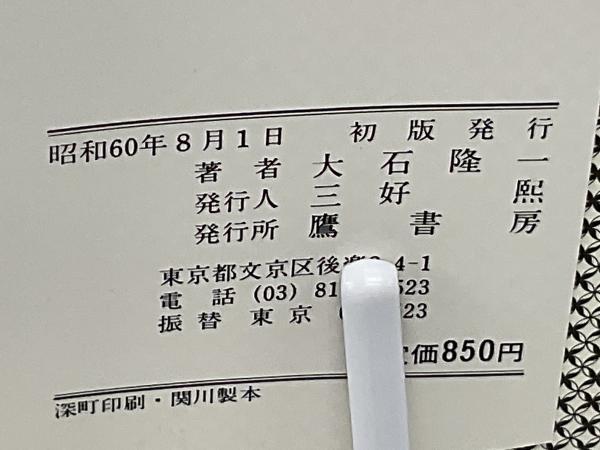 昭和60年8月1日 初版発行
著者 大石隆一
発行人 三好 熙
発行所 鷹書房
東京都文京区後 4-1
電話 (03) 81 523
振替 東京 23
価850円
深町印刷・関川製本